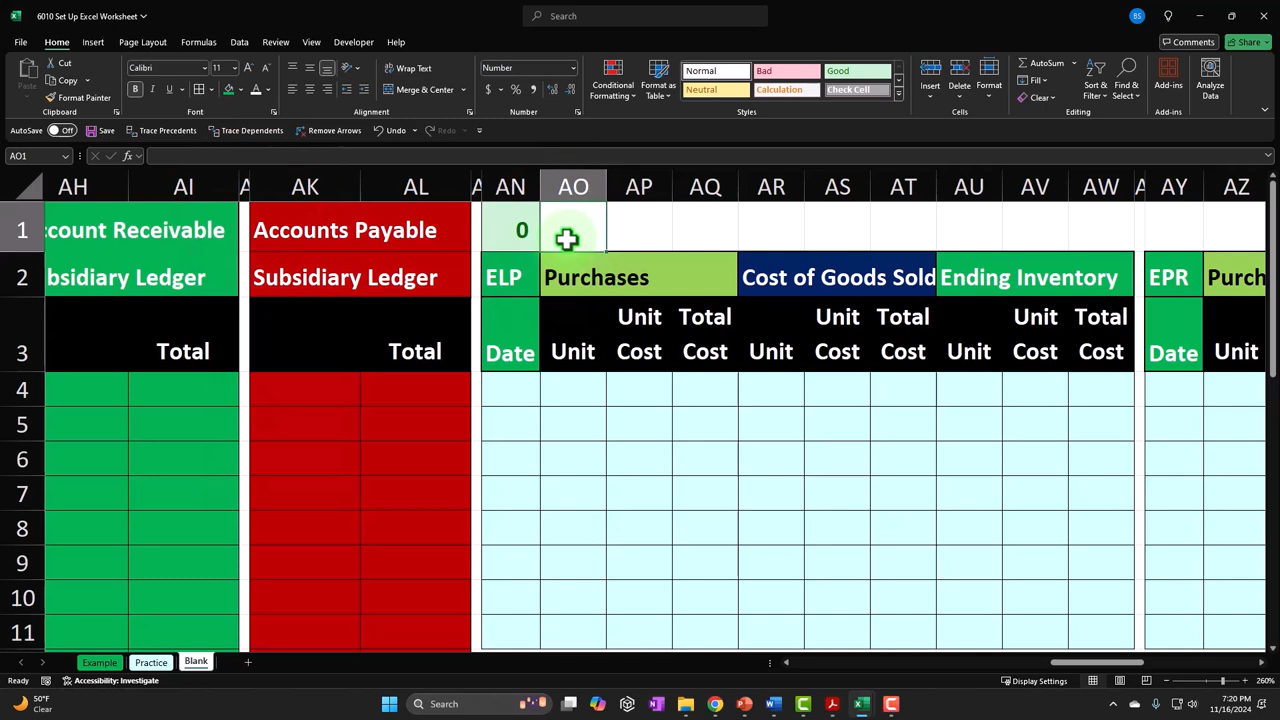 6010 Set Up Excel Worksheet
Search
BS
File Home Insert Page Layout Formulas Data Review View Developer Help
Comments Share
Paste
Cut
Copy
Format Painter
Clipboard
Calibri 11
B I U
Font
Wrap Text
Merge & Center
Alignment
Number
$ % 9
Number
Conditional Formatting
Format as Table
Normal Bad Good
Neutral Calculation Check Cell
Styles
Insert Delete Format
Cells
AutoSum
Fill
Clear
Sort & Filter
Find & Select
Editing
Add-ins
Add-ins
Analyze Data
AutoSave Off Save Trace Precedents Trace Dependents Remove Arrows Undo Redo
AO1 fx
AH AI A AK AL A AN AO AP AQ AR AS AT AU AV AW A AY AZ
1 count Receivable Accounts Payable 0
2 bsidiary Ledger Subsidiary Ledger ELP Purchases Cost of Goods Sold Ending Inventory EPR Purch
3 Total Total Date Unit Unit Cost Total Cost Unit Unit Cost Total Cost Unit Unit Cost Total Cost Date Unit
4
5
6
7
8
9
10
11
Example Practice Blank
Ready Accessibility: Investigate Display Settings 260%
50°F
Clear
Search
7:20 PM
11/16/2024